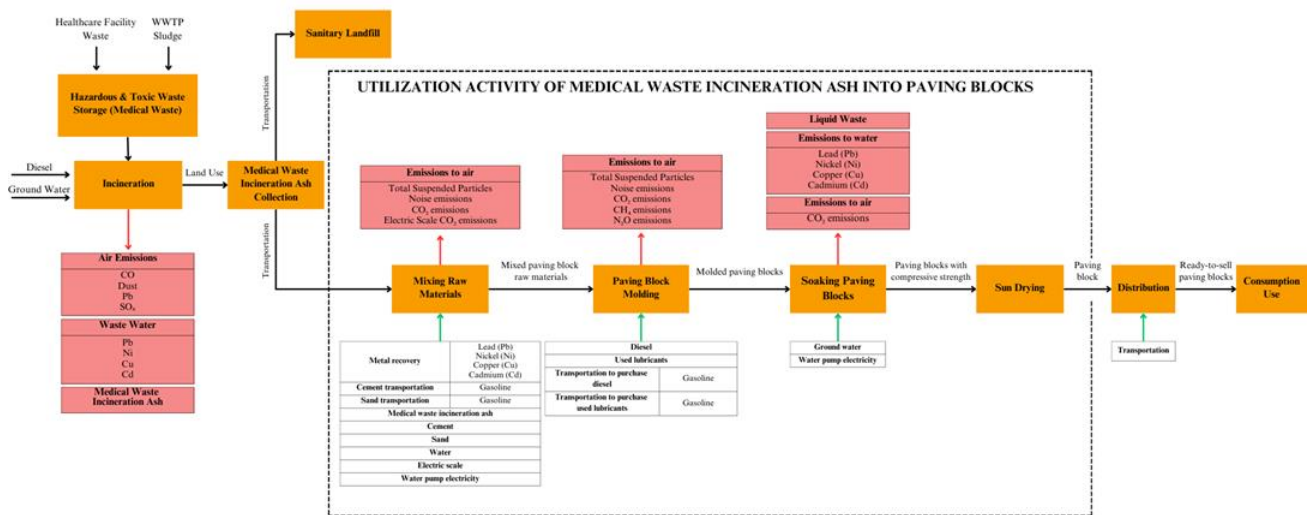 Healthcare Facility
Waste
WWTP
Sludge
Hazardous & Toxic Waste
Storage (Medical Waste)
Diesel
Ground Water
Incineration
Land Use
Medical Waste
Incineration Ash
Collection
Transportation
Sanitary Landfill
Transportation
Air Emissions
CO
Dust
Pb
SOₓ
Waste Water
Pb
Ni
Cu
Cd
Medical Waste
Incineration Ash
UTILIZATION ACTIVITY OF MEDICAL WASTE INCINERATION ASH INTO PAVING BLOCKS
Emissions to air
Total Suspended Particles
Noise emissions
CO₂ emissions
Electric Scale CO₂ emissions
Mixing Raw
Materials
Mixed paving block
raw materials
Metal recovery
Lead (Pb)
Nickel (Ni)
Copper (Cu)
Cadmium (Cd)
Cement transportation
Gasoline
Sand transportation
Gasoline
Medical waste incineration ash
Cement
Sand
Water
Electric scale
Water pump electricity
Emissions to air
Total Suspended Particles
Noise emissions
CO₂ emissions
CH₄ emissions
N₂O emissions
Paving Block
Molding
Molded paving blocks
Diesel
Used lubricants
Transportation to purchase
diesel
Gasoline
Transportation to purchase
used lubricants
Gasoline
Liquid Waste
Emissions to water
Lead (Pb)
Nickel (Ni)
Copper (Cu)
Cadmium (Cd)
Emissions to air
CO₂ emissions
Soaking Paving
Blocks
Paving blocks with
compressive strength
Ground water
Water pump electricity
Sun Drying
Paving
block
Distribution
Transportation
Ready-to-sell
paving blocks
Consumption
Use